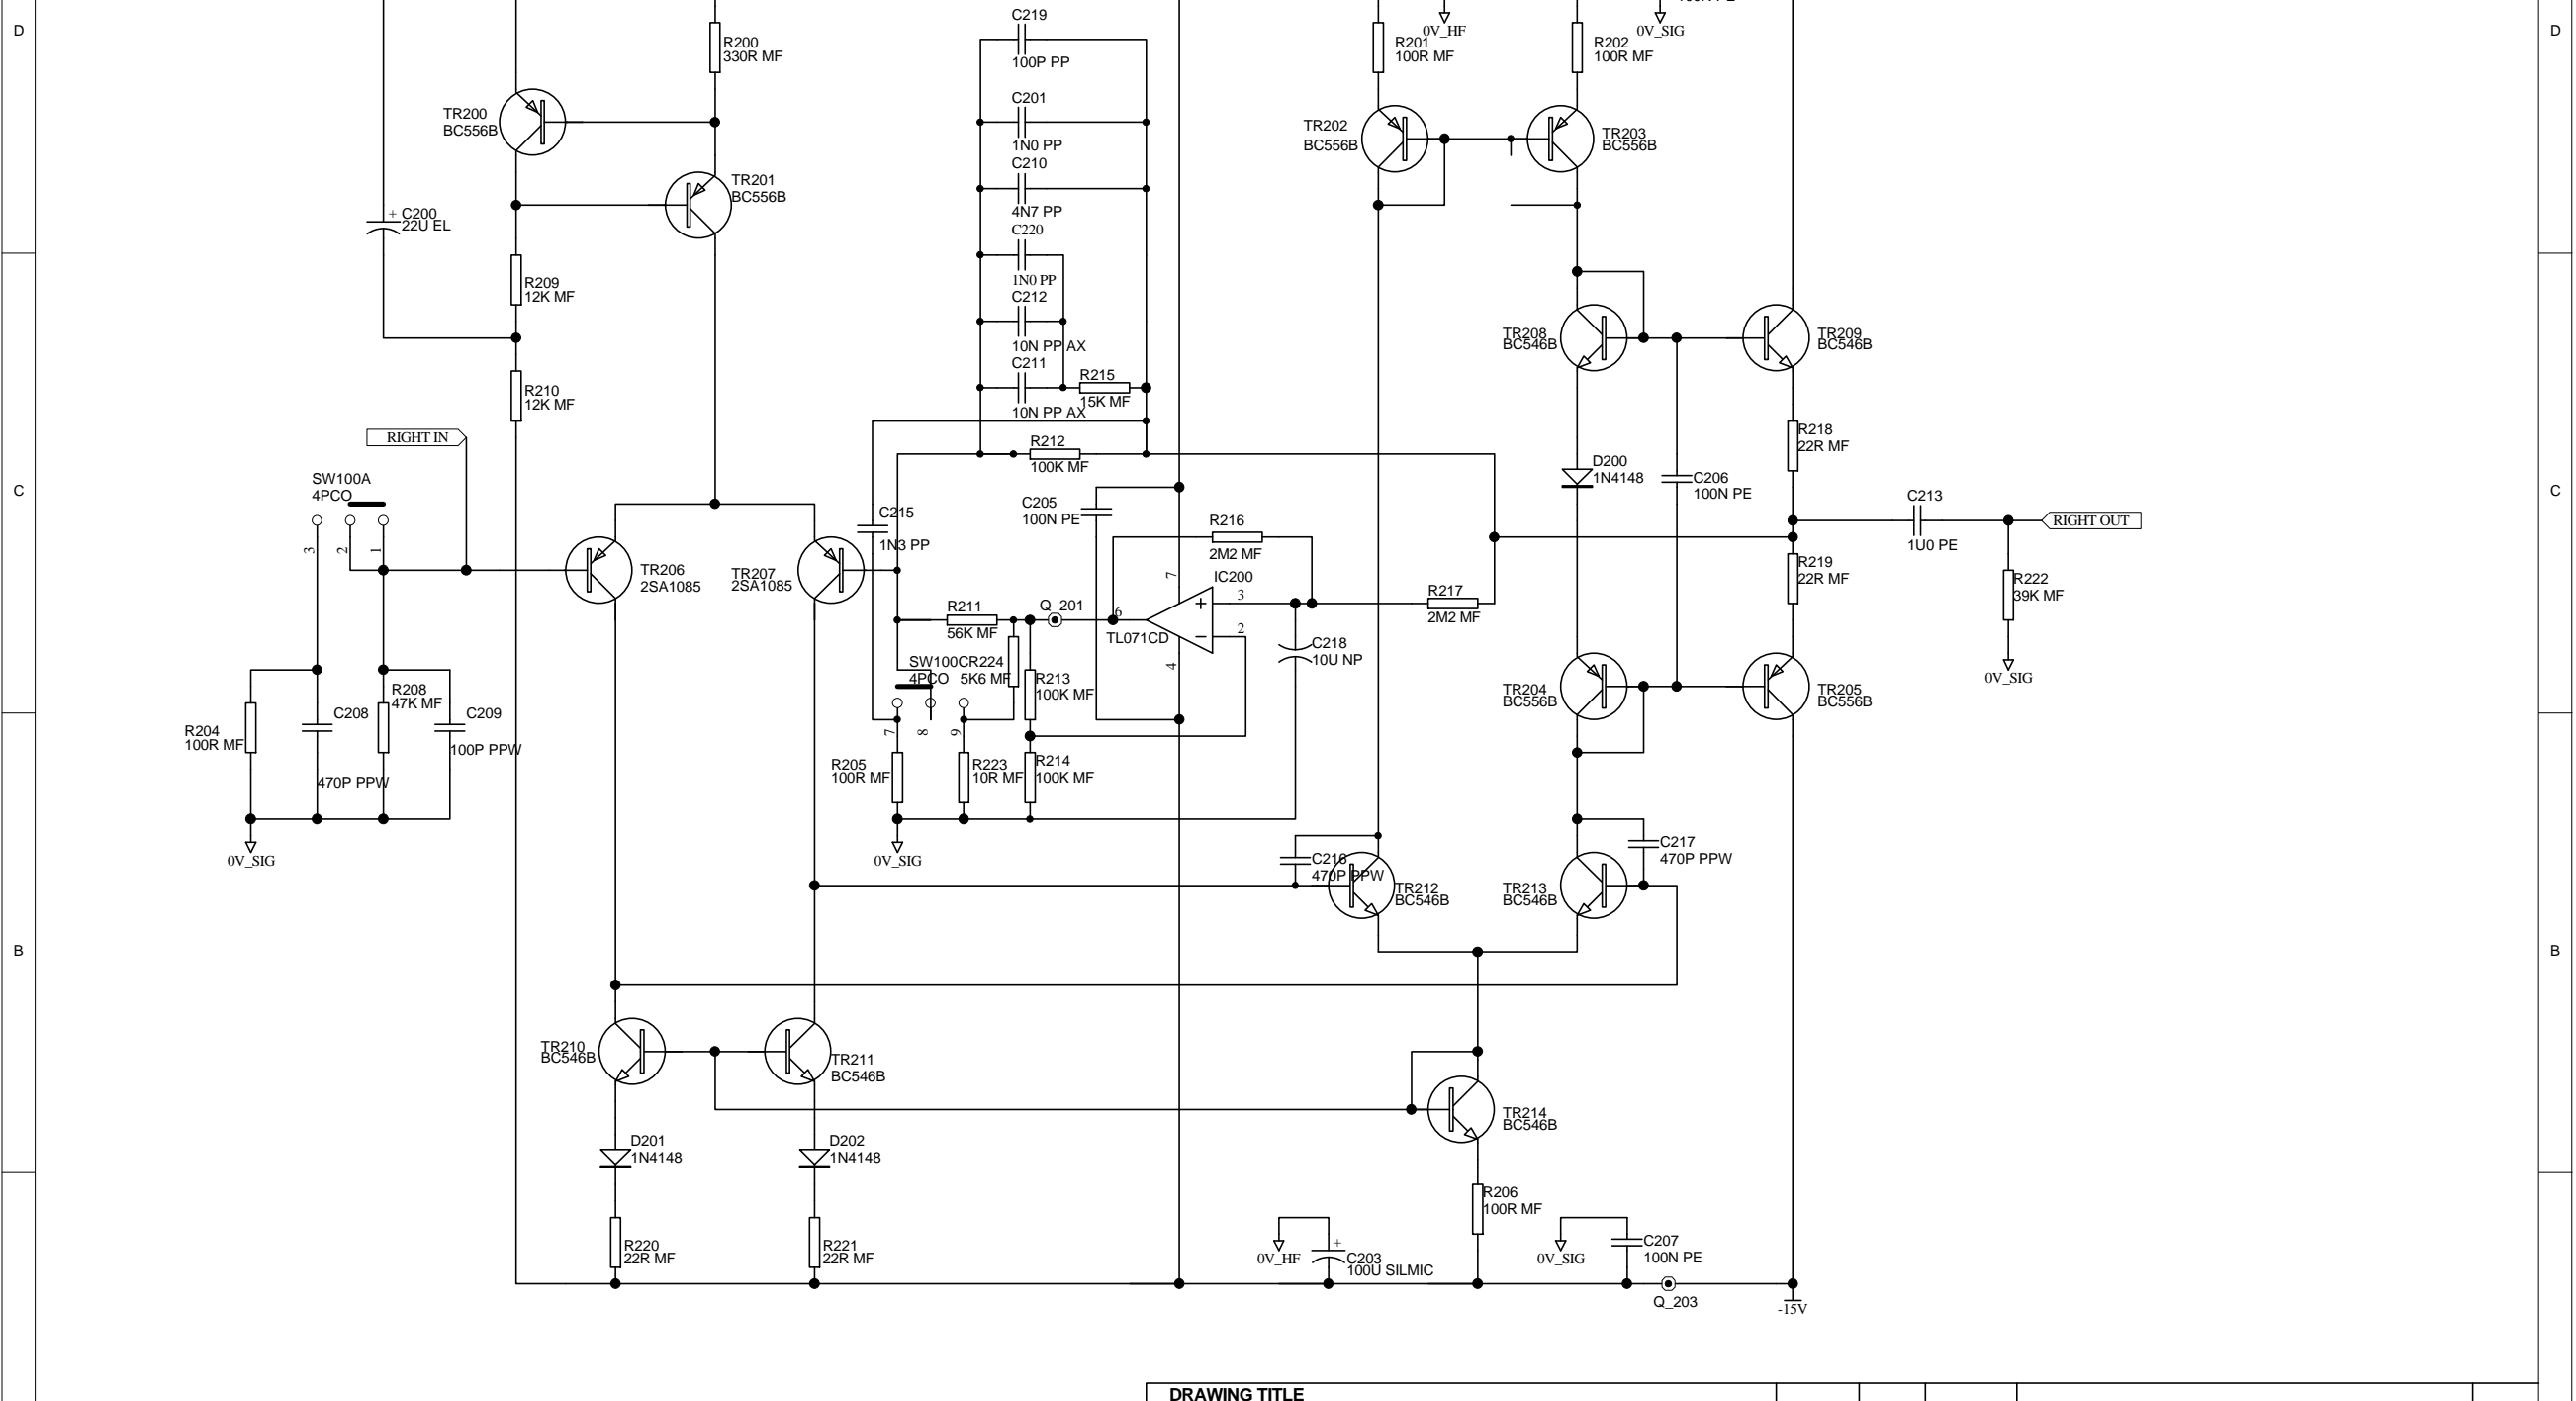 D
D
C219
100P PP
0V_HF
0V_SIG
R200
330R MF
R201
100R MF
R202
100R MF
C201
1N0 PP
TR200
BC556B
TR202
BC556B
TR203
BC556B
C210
4N7 PP
TR201
BC556B
C200
22U EL
+
C220
1N0 PP
R209
12K MF
C212
10N PP AX
TR208
BC546B
TR209
BC546B
C211
10N PP AX
R215
15K MF
R210
12K MF
RIGHT IN
R212
100K MF
R218
22R MF
SW100A
4PCO
3
2
1
C
C
D200
1N4148
C206
100N PE
C205
100N PE
C213
1U0 PE
RIGHT OUT
C215
1N3 PP
R216
2M2 MF
TR206
2SA1085
TR207
2SA1085
7
IC200
R219
22R MF
R222
39K MF
0V_SIG
R211
56K MF
Q_201
6
TL071CD
+
3
−
2
4
R217
2M2 MF
C218
10U NP
SW100C
4PCO
R224
5K6 MF
R213
100K MF
TR204
BC556B
TR205
BC556B
R208
47K MF
C208
470P PPW
C209
100P PPW
R204
100R MF
7
8
9
R205
100R MF
R223
10R MF
R214
100K MF
0V_SIG
0V_SIG
C216
470P PPW
C217
470P PPW
TR212
BC546B
TR213
BC546B
B
B
TR210
BC546B
TR211
BC546B
TR214
BC546B
D201
1N4148
D202
1N4148
R206
100R MF
R220
22R MF
R221
22R MF
0V_HF
+
C203
100U SILMIC
0V_SIG
C207
100N PE
Q_203
-15V
DRAWING TITLE